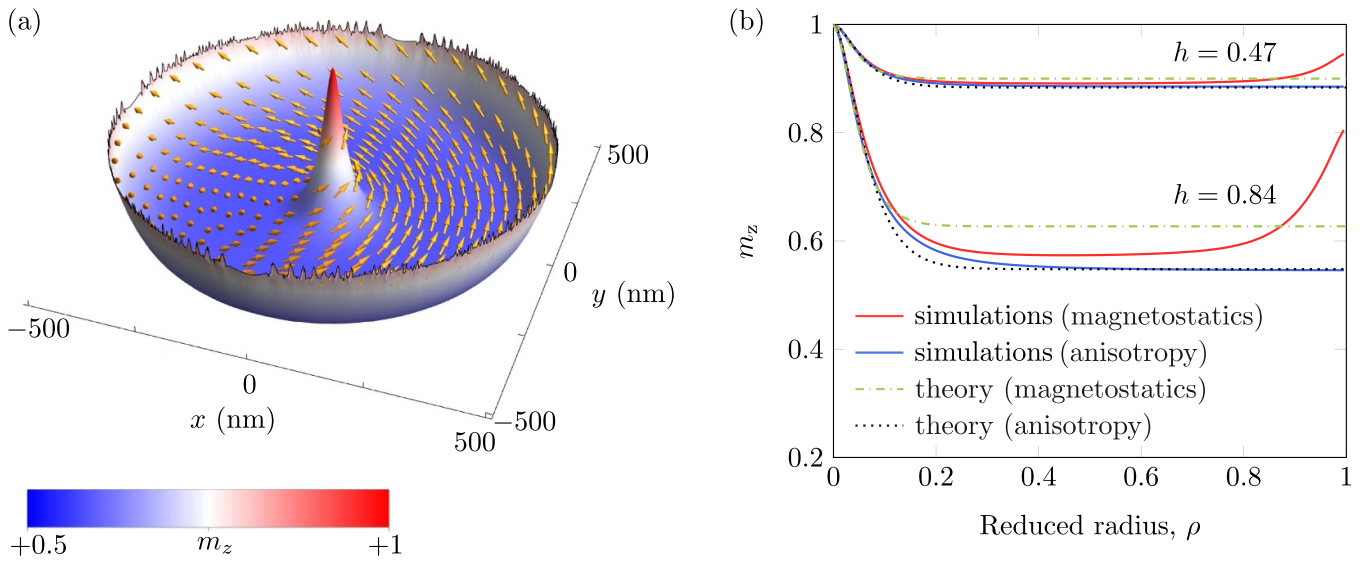 (a)
500
0
y (nm)
−500
−500
0
x (nm)
500
+0.5
m_z
+1
(b)
1
0.8
0.6
0.4
0.2
m_z
h = 0.47
h = 0.84
simulations (magnetostatics)
simulations (anisotropy)
theory (magnetostatics)
theory (anisotropy)
0 0.2 0.4 0.6 0.8 1
Reduced radius, ρ